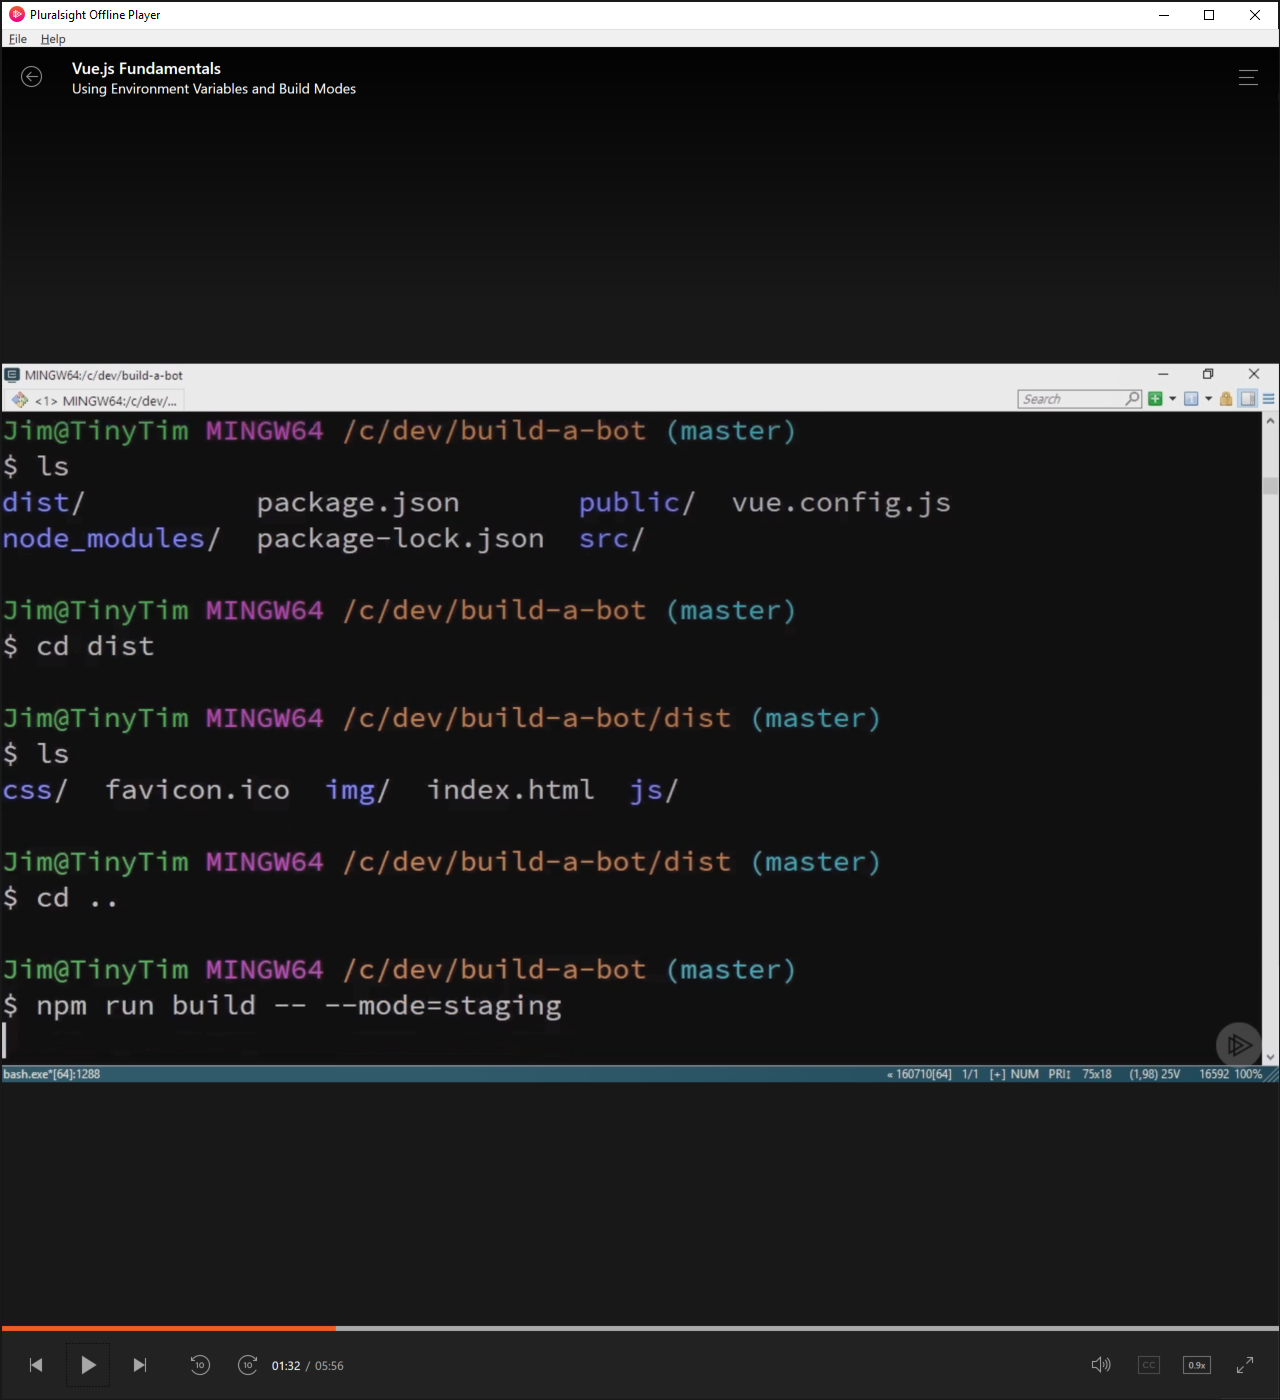 Pluralsight Offline Player
File Help
Vue.js Fundamentals
Using Environment Variables and Build Modes
MINGW64:/c/dev/build-a-bot
<1> MINGW64:/c/dev/... Search
Jim@TinyTim MINGW64 /c/dev/build-a-bot (master)
$ ls
dist/ package.json public/ vue.config.js
node_modules/ package-lock.json src/
Jim@TinyTim MINGW64 /c/dev/build-a-bot (master)
$ cd dist
Jim@TinyTim MINGW64 /c/dev/build-a-bot/dist (master)
$ ls
css/ favicon.ico img/ index.html js/
Jim@TinyTim MINGW64 /c/dev/build-a-bot/dist (master)
$ cd ..
Jim@TinyTim MINGW64 /c/dev/build-a-bot (master)
$ npm run build -- --mode=staging
bash.exe*[64]:1288 « 160710[64] 1/1 [+] NUM PRI↕ 75x18 (1,98) 25V 16592 100%
10 10 01:32 / 05:56 CC 0.9x